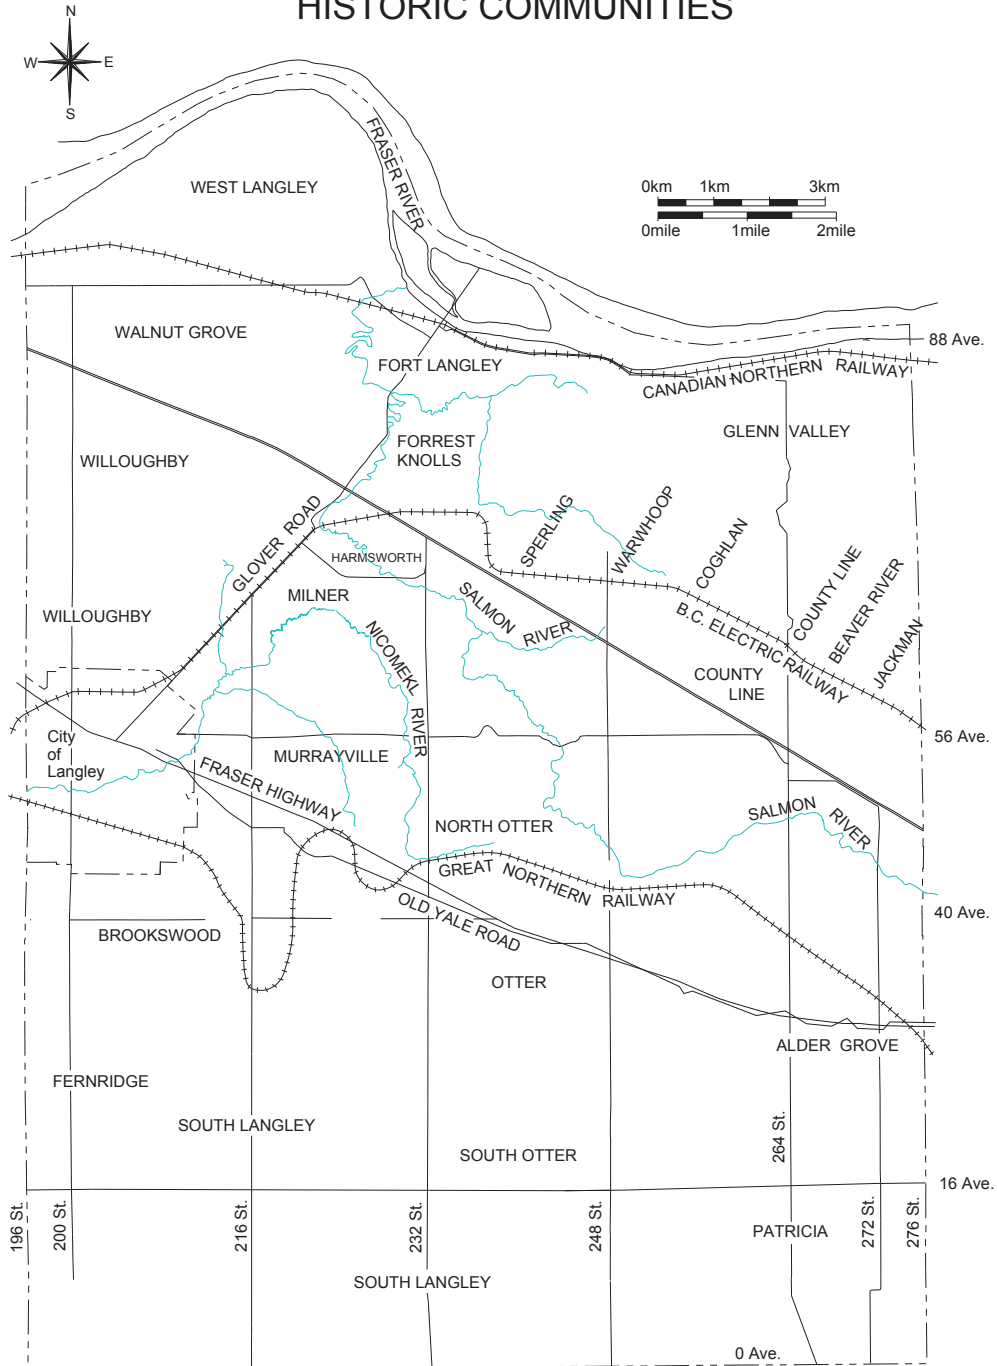 HISTORIC COMMUNITIES
N
W
E
S
FRASER RIVER
WEST LANGLEY
0km 1km 3km
0mile 1mile 2mile
WALNUT GROVE
88 Ave.
FORT LANGLEY
CANADIAN NORTHERN RAILWAY
GLENN VALLEY
FORREST
KNOLLS
WILLOUGHBY
GLOVER ROAD
SPERLING
WARWHOOP
COGHLAN
COUNTY LINE
BEAVER RIVER
JACKMAN
HARMSWORTH
MILNER
SALMON RIVER
WILLOUGHBY
NICOMEKL RIVER
B.C. ELECTRIC RAILWAY
COUNTY
LINE
56 Ave.
City
of
Langley
MURRAYVILLE
FRASER HIGHWAY
NORTH OTTER
SALMON RIVER
GREAT NORTHERN RAILWAY
OLD YALE ROAD
40 Ave.
BROOKSWOOD
OTTER
ALDER GROVE
FERNRIDGE
SOUTH LANGLEY
264 St.
SOUTH OTTER
16 Ave.
196 St.
200 St.
216 St.
232 St.
248 St.
272 St.
276 St.
PATRICIA
SOUTH LANGLEY
0 Ave.